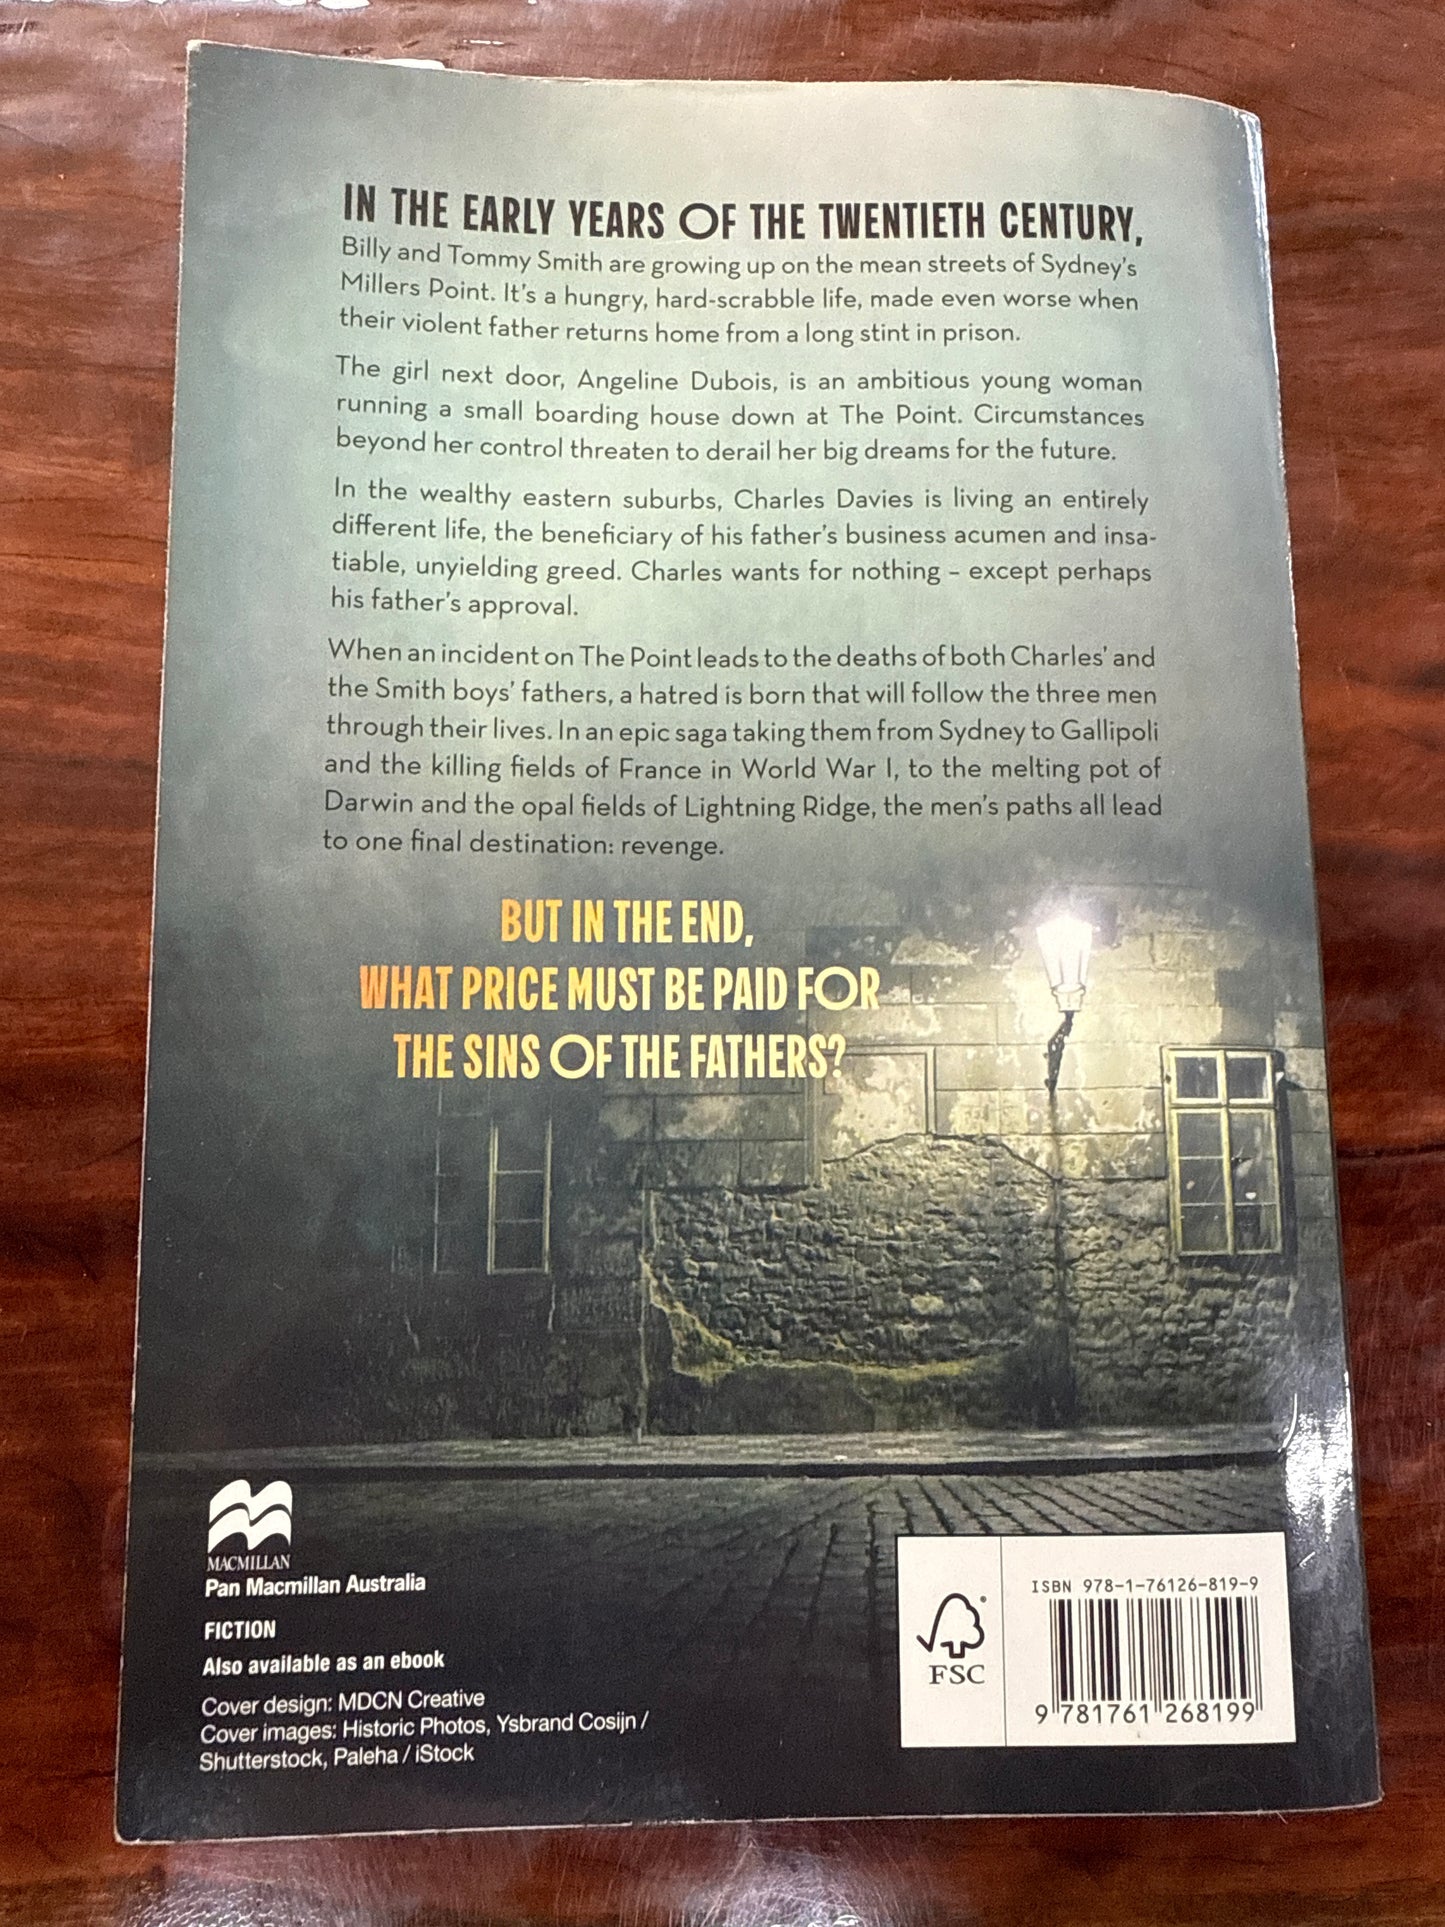 IN THE EARLY YEARS OF THE TWENTIETH CENTURY,
Billy and Tommy Smith are growing up on the mean streets of Sydney's
Millers Point. It's a hungry, hard-scrabble life, made even worse when
their violent father returns home from a long stint in prison.
The girl next door, Angeline Dubois, is an ambitious young woman
running a small boarding house down at The Point. Circumstances
beyond her control threaten to derail her big dreams for the future.
In the wealthy eastern suburbs, Charles Davies is living an entirely
different life, the beneficiary of his father's business acumen and insa-
tiable, unyielding greed. Charles wants for nothing – except perhaps
his father's approval.
When an incident on The Point leads to the deaths of both Charles' and
the Smith boys' fathers, a hatred is born that will follow the three men
through their lives. In an epic saga taking them from Sydney to Gallipoli
and the killing fields of France in World War I, to the melting pot of
Darwin and the opal fields of Lightning Ridge, the men's paths all lead
to one final destination: revenge.
BUT IN THE END,
WHAT PRICE MUST BE PAID FOR
THE SINS OF THE FATHERS?
MACMILLAN
Pan Macmillan Australia
FICTION
Also available as an ebook
Cover design: MDCN Creative
Cover images: Historic Photos, Ysbrand Cosijn /
Shutterstock, Paleha / iStock
FSC
ISBN 978-1-76126-819-9
9 781761 268199